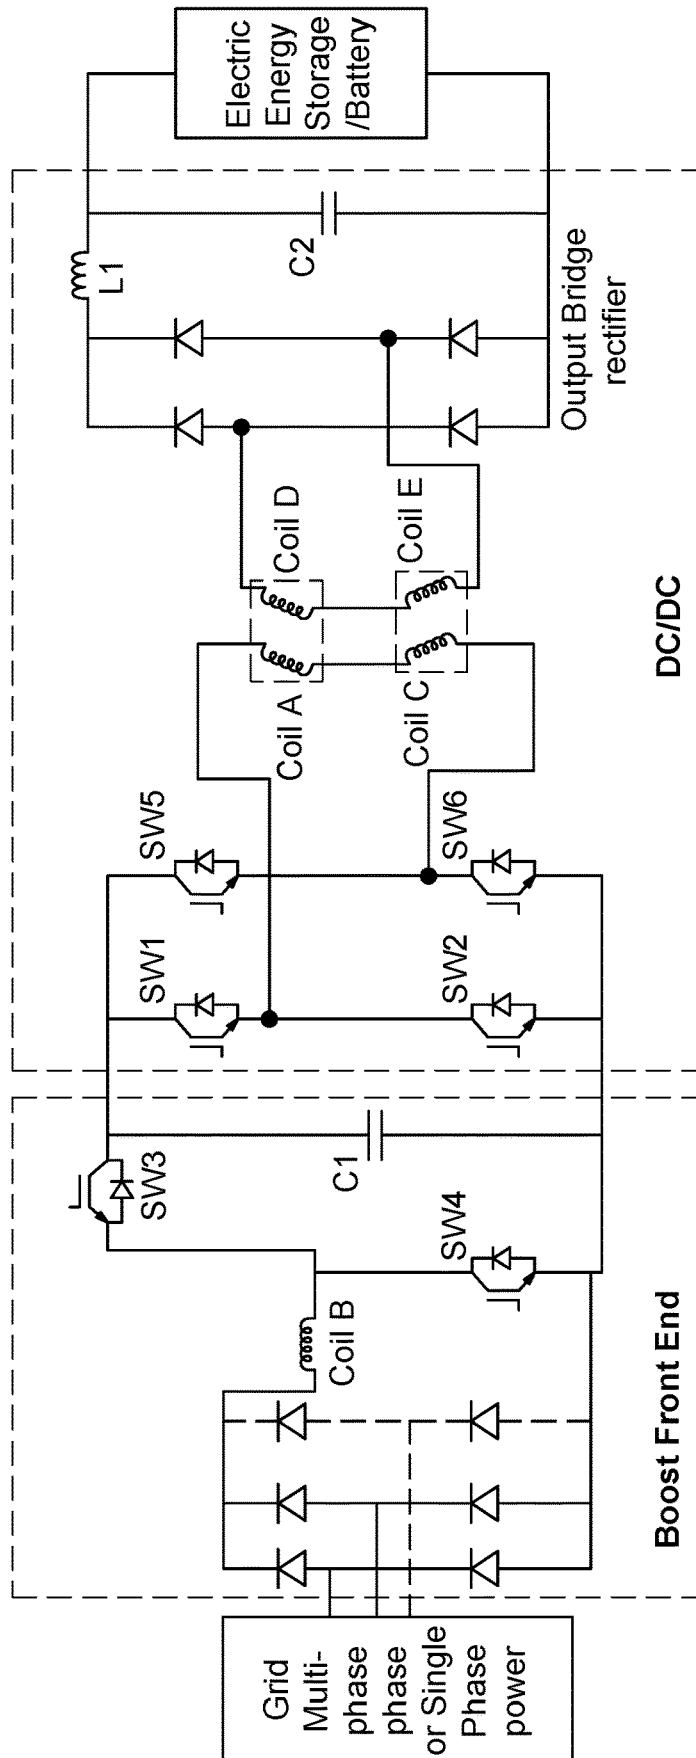 Grid
Multi-
phase
phase
or Single
Phase
power
Boost Front End
Coil B
SW3
SW4
C1
DC/DC
SW1
SW2
SW5
SW6
Coil A
Coil C
Coil D
Coil E
Output Bridge
rectifier
L1
C2
Electric
Energy
Storage
/Battery